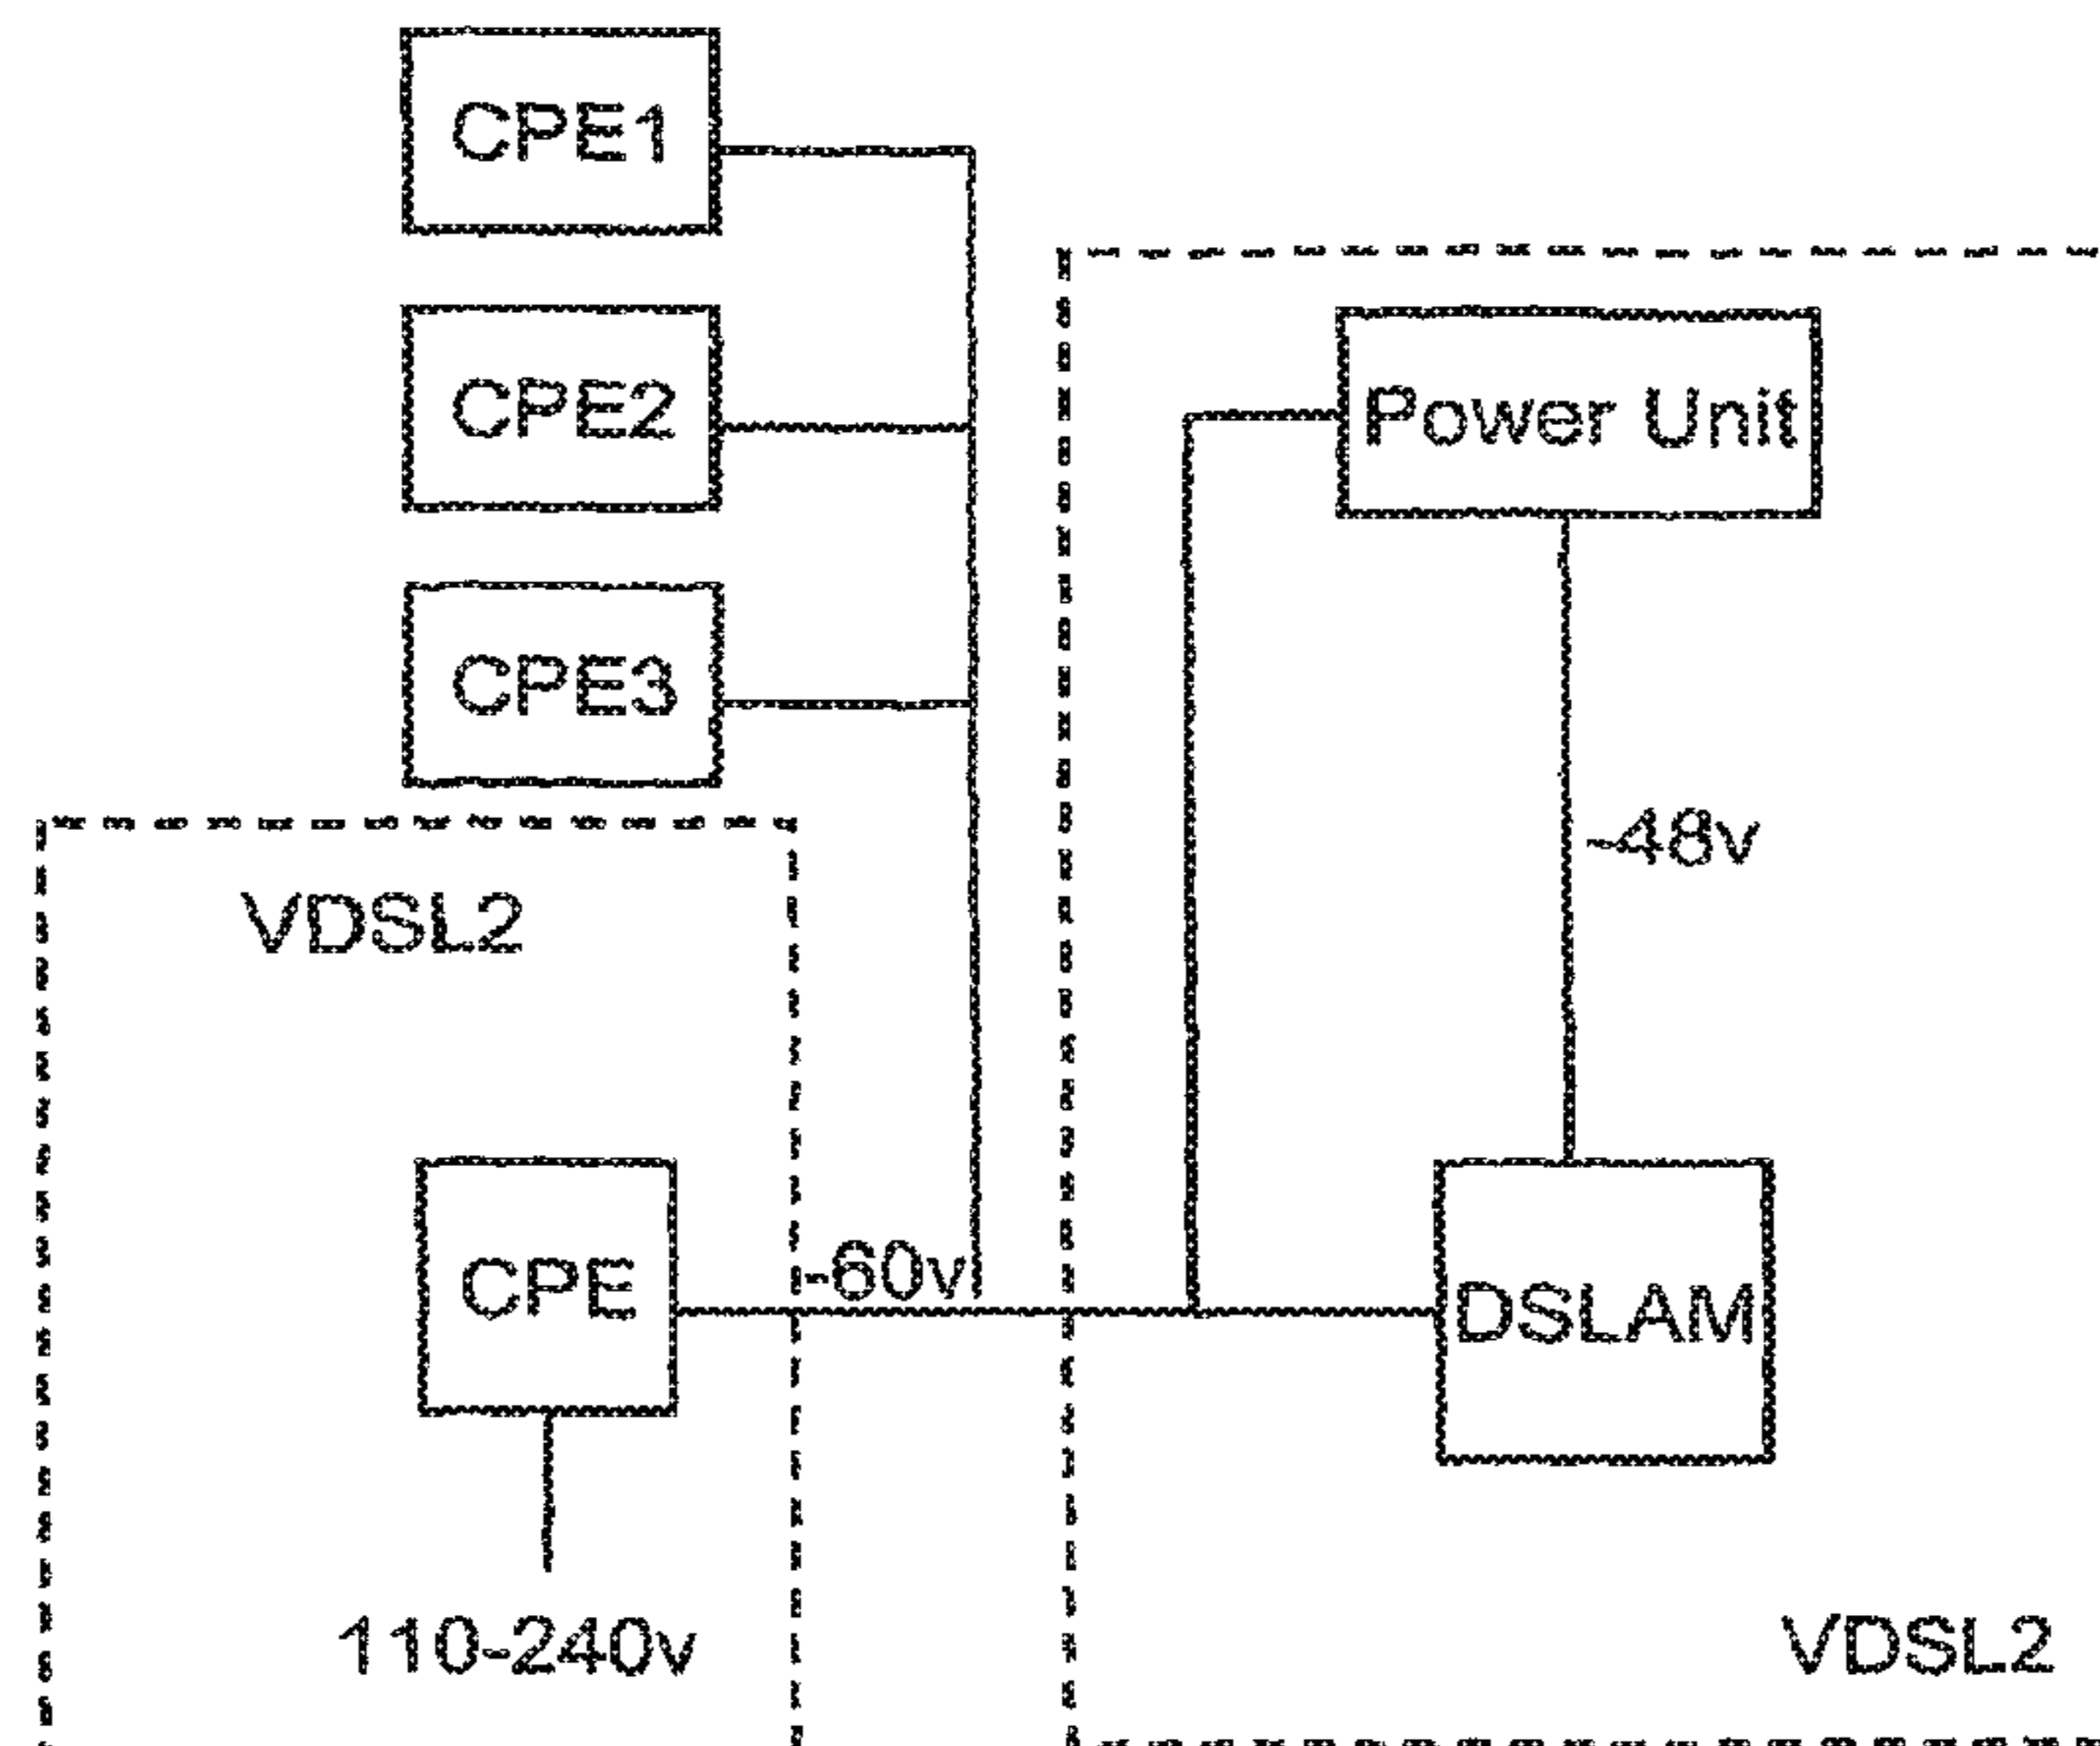 CPE1
CPE2
Power Unit
CPE3
-48v
VDSL2
-60v
CPE
DSLAM
110-240v
VDSL2